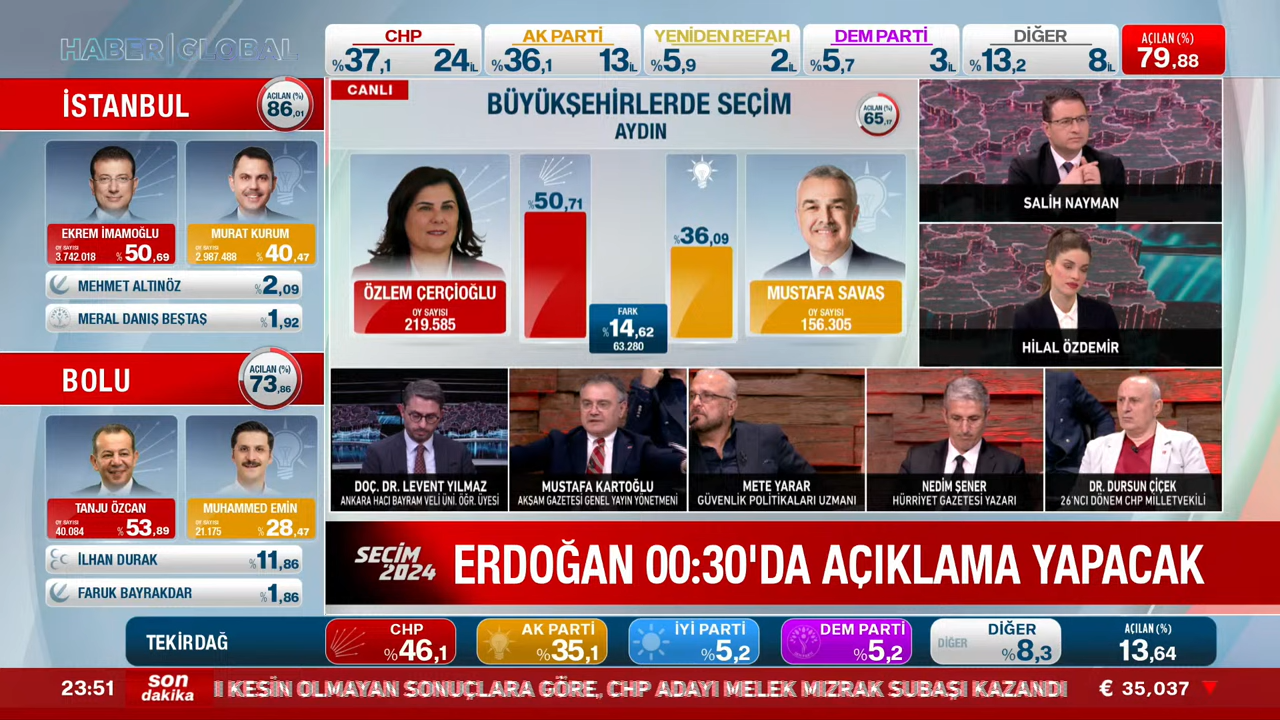 HABER|GLOBAL
CHP
%37,1 24İL
AK PARTİ
%36,1 13İL
YENİDEN REFAH
%5,9 2İL
DEM PARTİ
%5,7 3İL
DİĞER
%13,2 8İL
AÇILAN (%)
79,88
İSTANBUL
AÇILAN (%)
86,01
EKREM İMAMOĞLU
OY SAYISI
3.742.018 %50,69
MURAT KURUM
OY SAYISI
2.987.488 %40,47
MEHMET ALTINÖZ %2,09
MERAL DANIŞ BEŞTAŞ %1,92
BOLU
AÇILAN (%)
73,86
TANJU ÖZCAN
OY SAYISI
40.084 %53,89
MUHAMMED EMİN
OY SAYISI
21.175 %28,47
İLHAN DURAK %11,86
FARUK BAYRAKDAR %1,86
CANLI
BÜYÜKŞEHİRLERDE SEÇİM
AYDIN
AÇILAN (%)
65,17
%50,71
%36,09
ÖZLEM ÇERÇİOĞLU
OY SAYISI
219.585
FARK
%14,62
63.280
MUSTAFA SAVAŞ
OY SAYISI
156.305
SALİH NAYMAN
HİLAL ÖZDEMİR
DOÇ. DR. LEVENT YILMAZ
ANKARA HACI BAYRAM VELİ ÜNİ. ÖĞR. ÜYESİ
MUSTAFA KARTOĞLU
AKŞAM GAZETESİ GENEL YAYIN YÖNETMENİ
METE YARAR
GÜVENLİK POLİTİKALARI UZMANI
NEDİM ŞENER
HÜRRİYET GAZETESİ YAZARI
DR. DURSUN ÇİÇEK
26'NCI DÖNEM CHP MİLLETVEKİLİ
SEÇİM
2024
ERDOĞAN 00:30'DA AÇIKLAMA YAPACAK
TEKİRDAĞ
CHP
%46,1
AK PARTİ
%35,1
İYİ PARTİ
%5,2
DEM PARTİ
%5,2
DİĞER
DİĞER
%8,3
AÇILAN (%)
13,64
23:51
son
dakika
I KESİN OLMAYAN SONUÇLARA GÖRE, CHP ADAYI MELEK MIZRAK SUBAŞI KAZANDI
€ 35,037